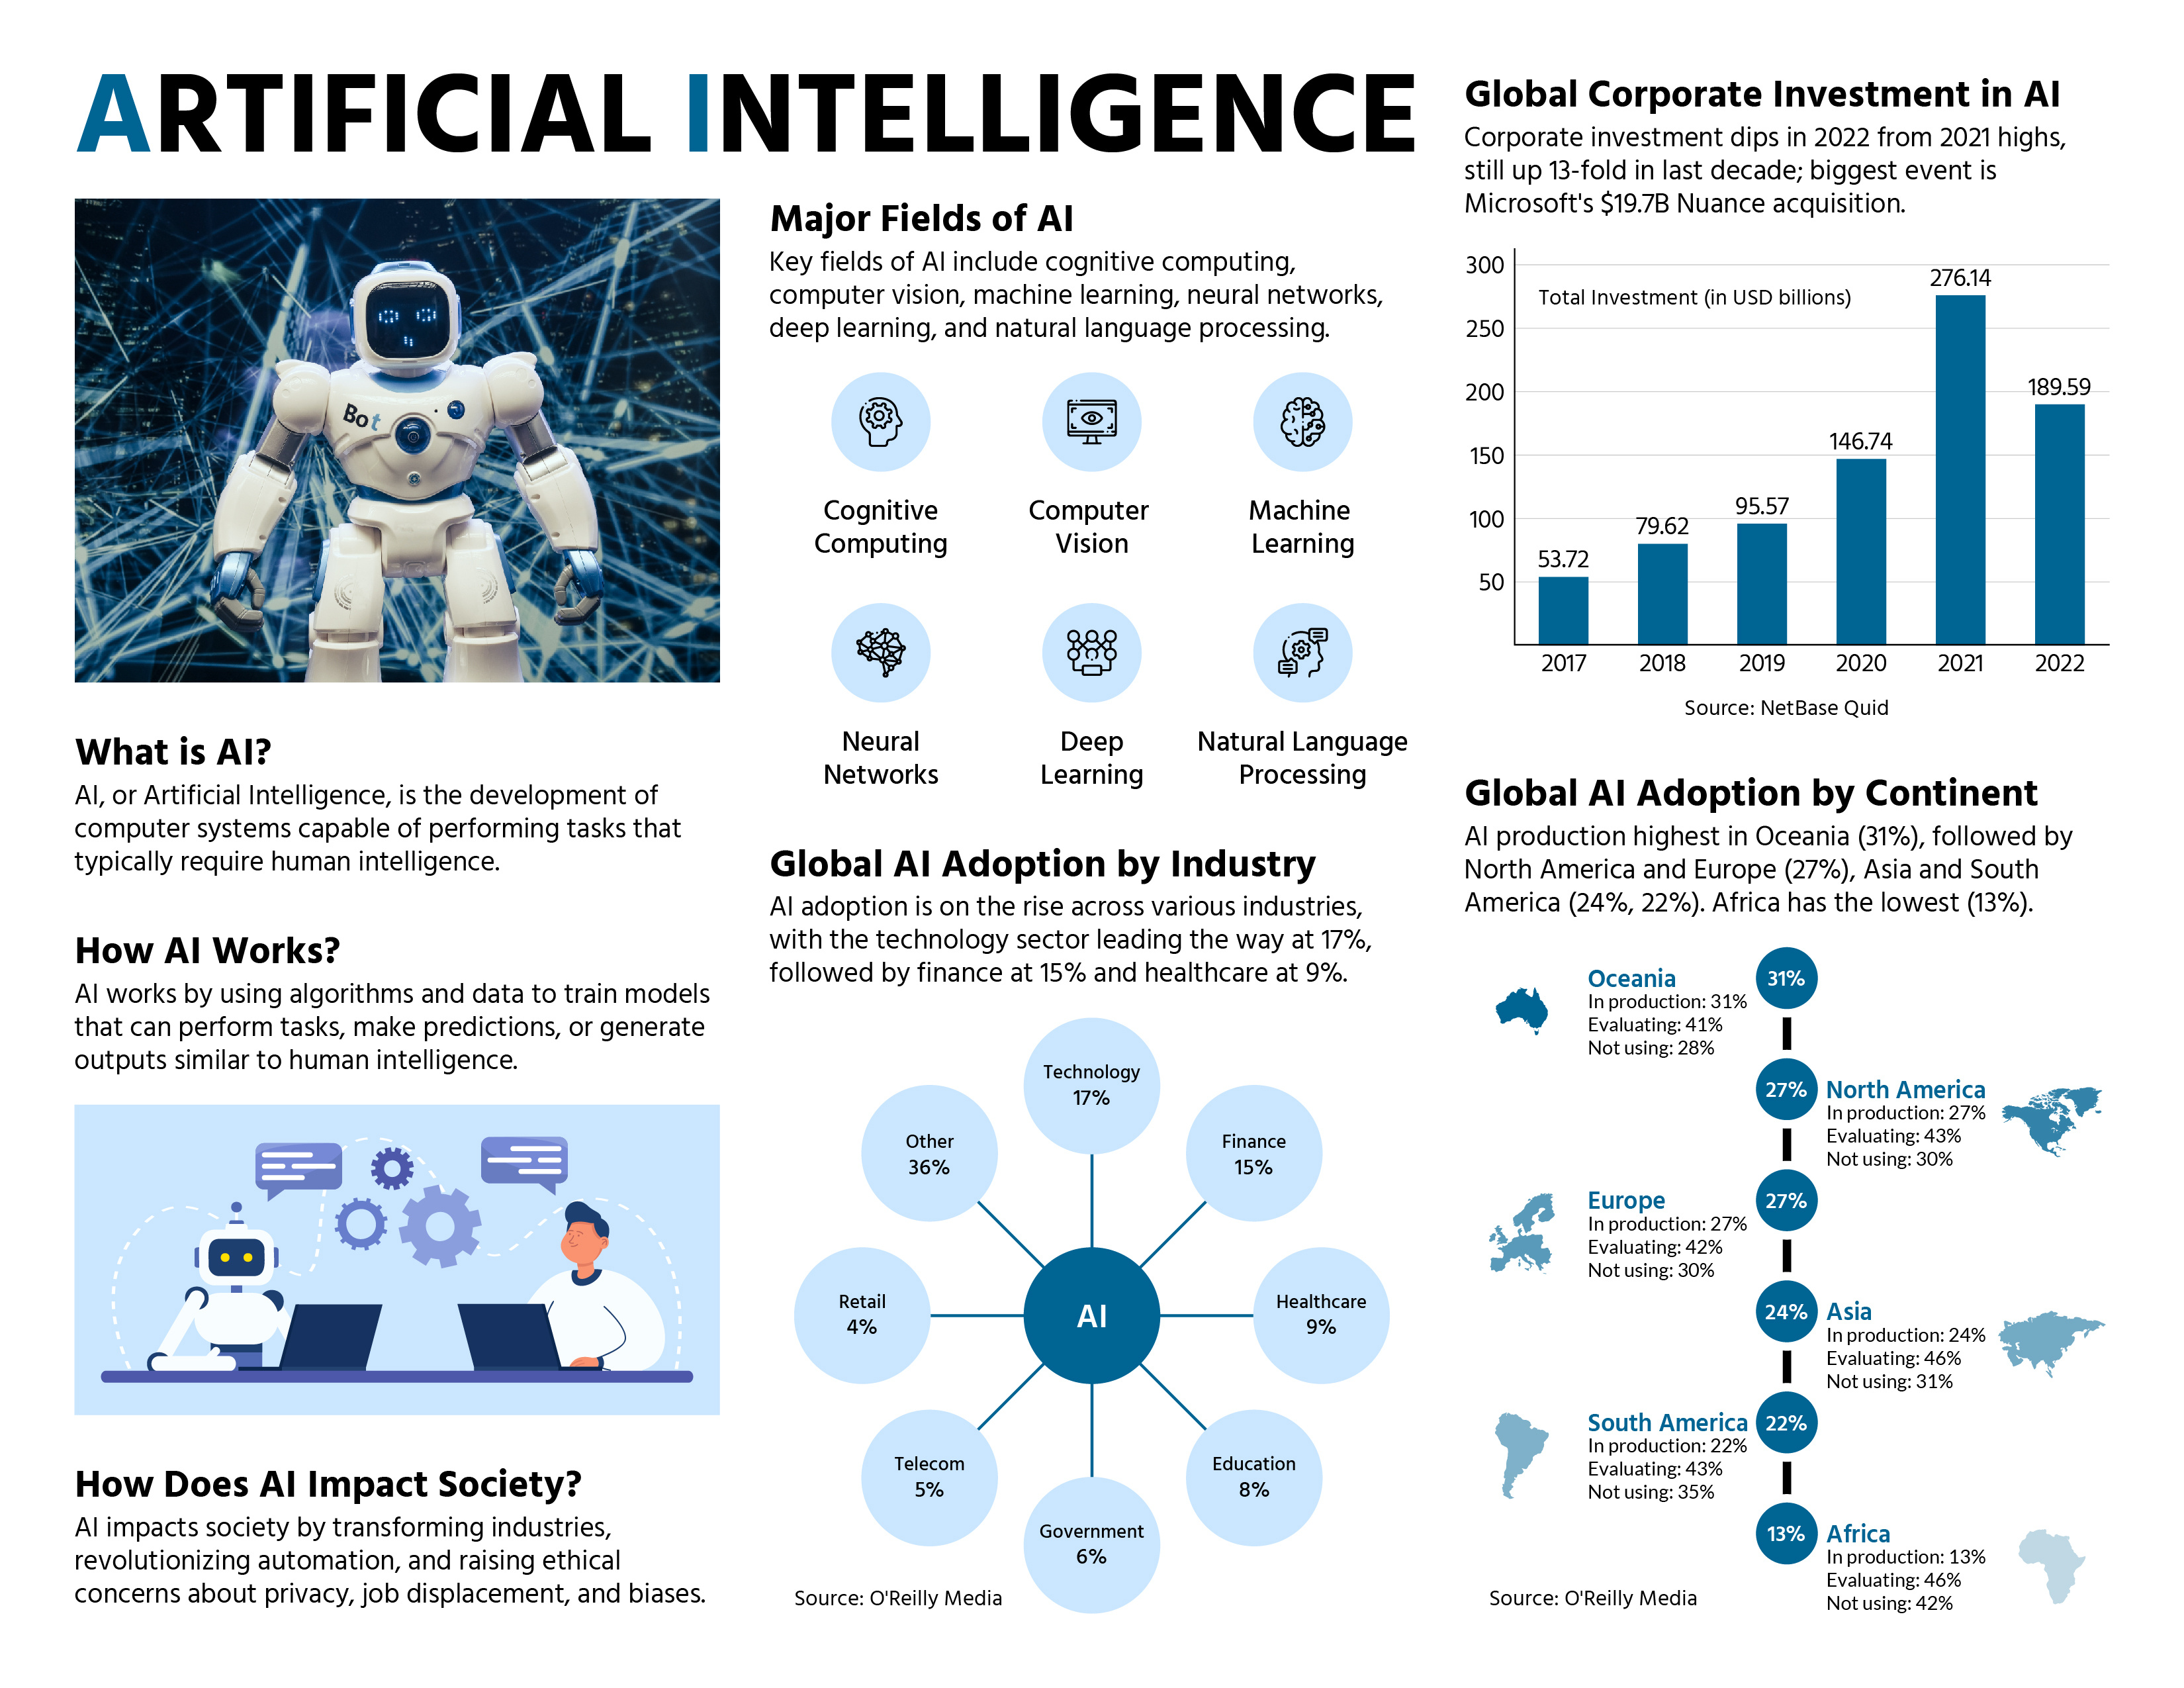 ARTIFICIAL INTELLIGENCE
Bot
What is AI?
AI, or Artificial Intelligence, is the development of
computer systems capable of performing tasks that
typically require human intelligence.
How AI Works?
AI works by using algorithms and data to train models
that can perform tasks, make predictions, or generate
outputs similar to human intelligence.
How Does AI Impact Society?
AI impacts society by transforming industries,
revolutionizing automation, and raising ethical
concerns about privacy, job displacement, and biases.
Major Fields of AI
Key fields of AI include cognitive computing,
computer vision, machine learning, neural networks,
deep learning, and natural language processing.
Cognitive
Computing
Computer
Vision
Machine
Learning
Neural
Networks
Deep
Learning
Natural Language
Processing
Global AI Adoption by Industry
AI adoption is on the rise across various industries,
with the technology sector leading the way at 17%,
followed by finance at 15% and healthcare at 9%.
Technology
17%
Finance
15%
Healthcare
9%
Education
8%
Government
6%
Telecom
5%
Retail
4%
Other
36%
AI
Source: O'Reilly Media
Global Corporate Investment in AI
Corporate investment dips in 2022 from 2021 highs,
still up 13-fold in last decade; biggest event is
Microsoft's $19.7B Nuance acquisition.
Total Investment (in USD billions)
300
250
200
150
100
50
53.72
79.62
95.57
146.74
276.14
189.59
2017 2018 2019 2020 2021 2022
Source: NetBase Quid
Global AI Adoption by Continent
AI production highest in Oceania (31%), followed by
North America and Europe (27%), Asia and South
America (24%, 22%). Africa has the lowest (13%).
Oceania
In production: 31%
Evaluating: 41%
Not using: 28%
31%
27%
North America
In production: 27%
Evaluating: 43%
Not using: 30%
Europe
In production: 27%
Evaluating: 42%
Not using: 30%
27%
24%
Asia
In production: 24%
Evaluating: 46%
Not using: 31%
South America
In production: 22%
Evaluating: 43%
Not using: 35%
22%
13%
Africa
In production: 13%
Evaluating: 46%
Not using: 42%
Source: O'Reilly Media